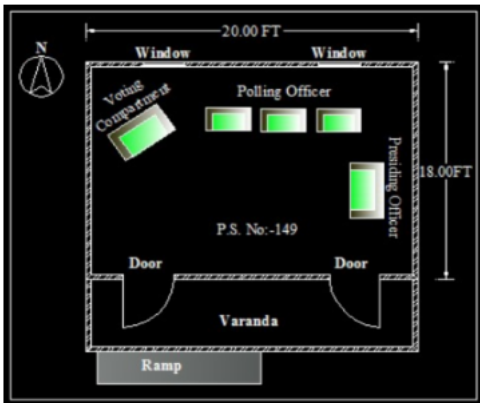 20.00 FT
N
Window
Window
Voting
Compartment
Polling Officer
Presiding Officer
18.00FT
P.S. No:-149
Door
Door
Varanda
Ramp